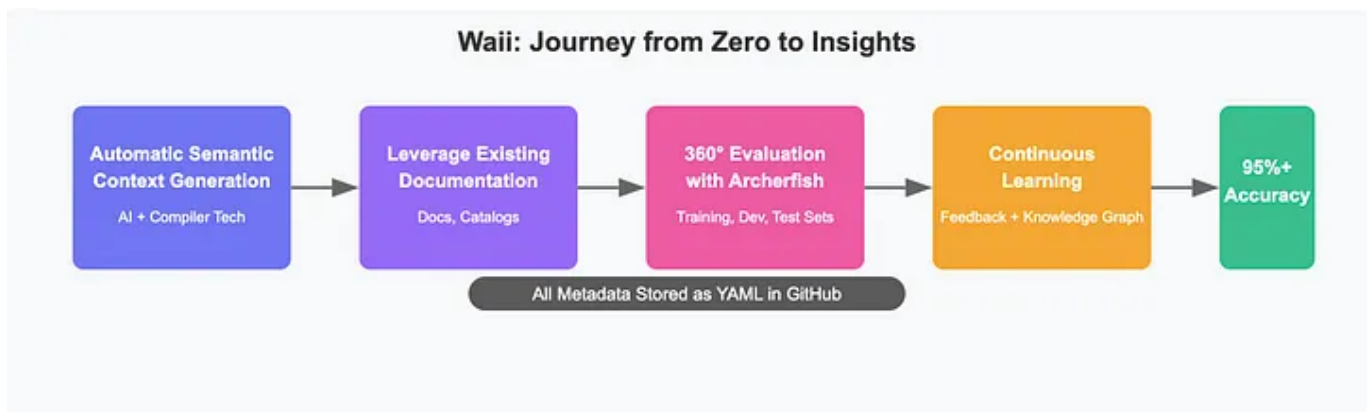 Waii: Journey from Zero to Insights
Automatic Semantic
Context Generation
AI + Compiler Tech
Leverage Existing
Documentation
Docs, Catalogs
360° Evaluation
with Archerfish
Training, Dev, Test Sets
Continuous
Learning
Feedback + Knowledge Graph
95%+
Accuracy
All Metadata Stored as YAML in GitHub